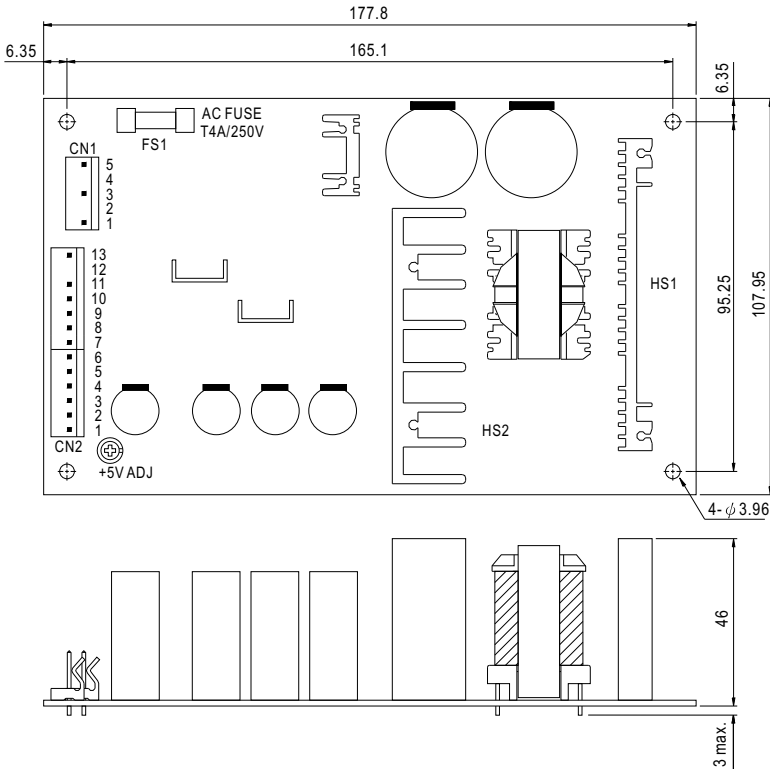 177.8
6.35
165.1
6.35
AC FUSE
T4A/250V
FS1
CN1
5
4
3
2
1
13
12
11
10
9
8
7
6
5
4
3
2
1
CN2
+5V ADJ
HS1
HS2
95.25
107.95
4-ϕ3.96
46
3 max.